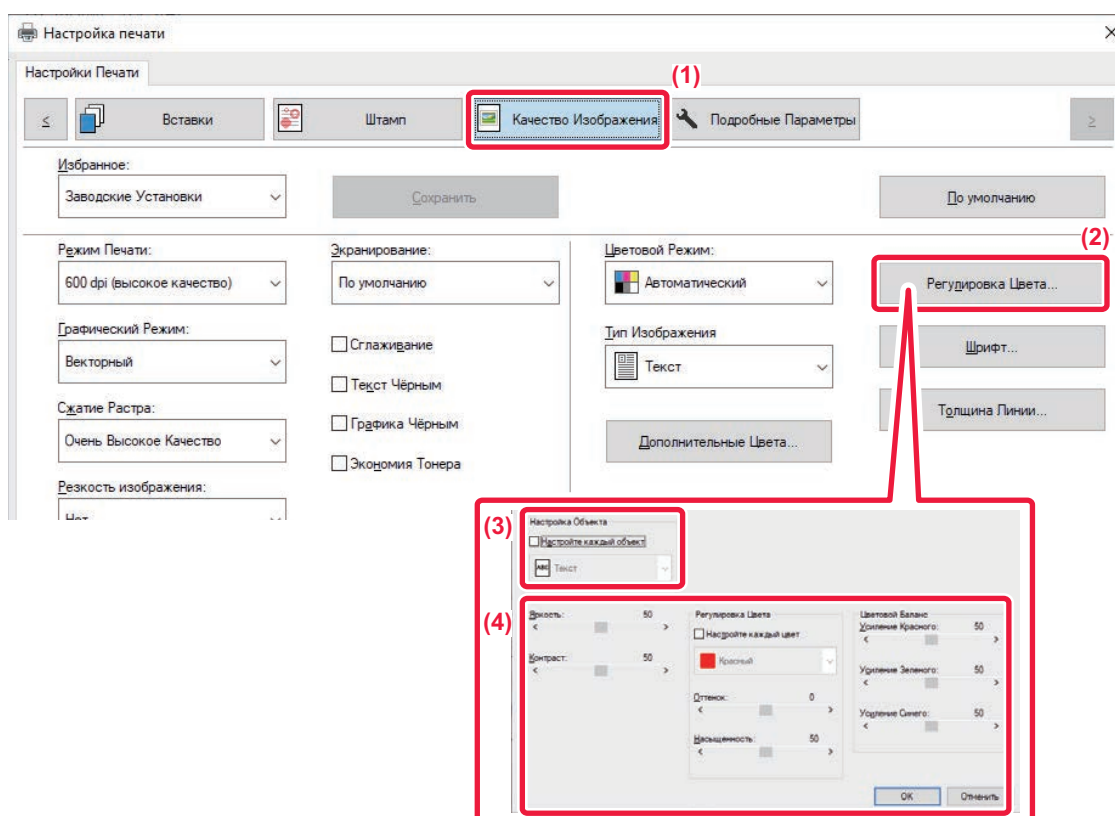 Настройка печати
Настройки Печати
(1)
Вставки
Штамп
Качество Изображения
Подробные Параметры
Избранное:
Заводские Установки
Сохранить
По умолчанию
(2)
Режим Печати:
Экранирование:
Цветовой Режим:
600 dpi (высокое качество)
По умолчанию
Автоматический
Регулировка Цвета...
Графический Режим:
Сглаживание
Тип Изображения
Векторный
Текст
Шрифт...
Текст Чёрным
Сжатие Растра:
Графика Чёрным
Толщина Линии...
Очень Высокое Качество
Дополнительные Цвета...
Экономия Тонера
Резкость изображения:
Нет
(3)
Настройка Объекта
Настройте каждый объект
ABC Текст
(4)
Яркость: 50
Контраст: 50
Регулировка Цвета
Настройте каждый цвет
Красный
Оттенок: 0
Насыщенность: 50
Цветовой Баланс
Усиление Красного: 50
Усиление Зеленого: 50
Усиление Синего: 50
OK
Отменить